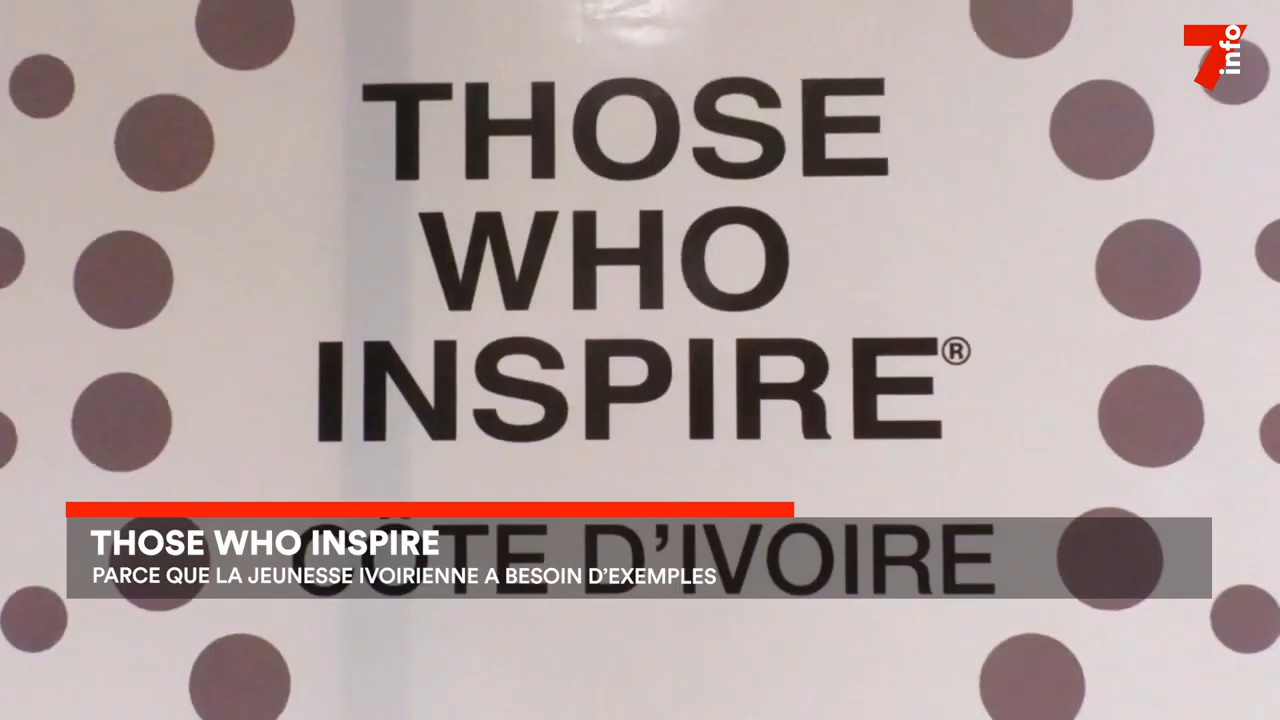 7info
THOSE
WHO
INSPIRE®
CÔTE D’IVOIRE
THOSE WHO INSPIRE
PARCE QUE LA JEUNESSE IVOIRIENNE A BESOIN D’EXEMPLES